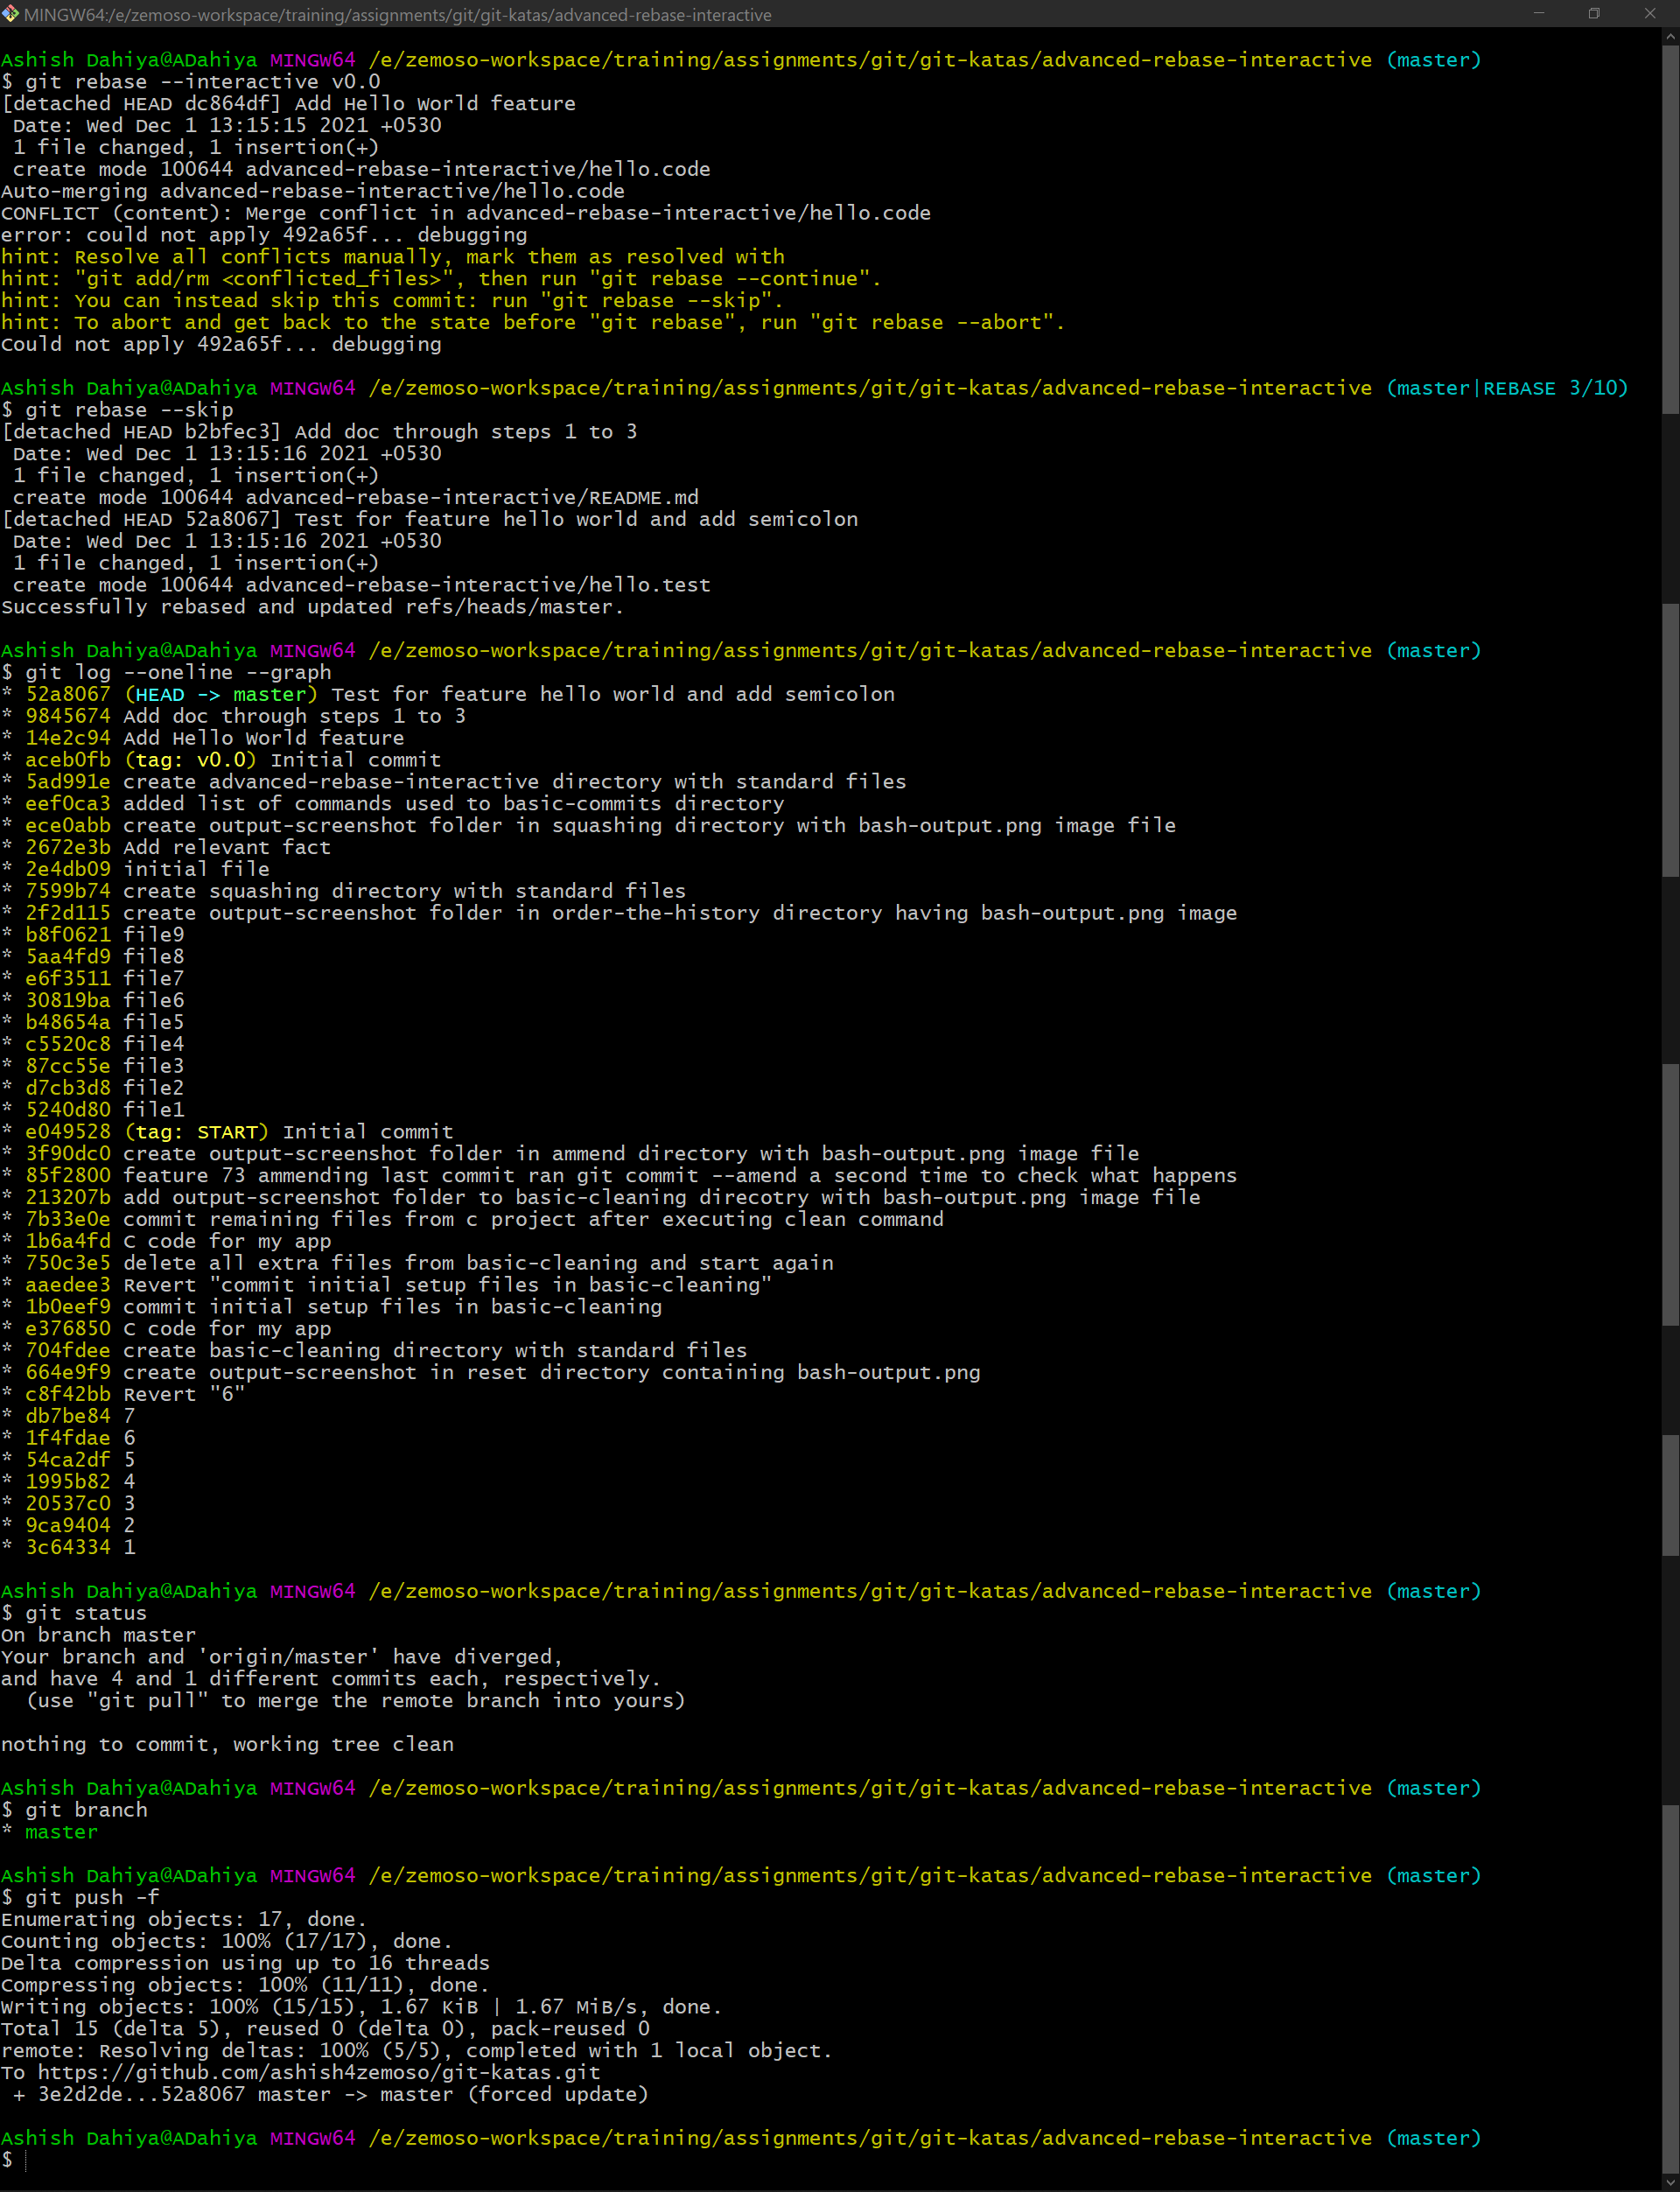 MINGW64:/e/zemoso-workspace/training/assignments/git/git-katas/advanced-rebase-interactive
Ashish Dahiya@ADahiya MINGW64 /e/zemoso-workspace/training/assignments/git/git-katas/advanced-rebase-interactive (master)
$ git rebase --interactive v0.0
[detached HEAD dc864df] Add Hello World feature
 Date: Wed Dec 1 13:15:15 2021 +0530
 1 file changed, 1 insertion(+)
 create mode 100644 advanced-rebase-interactive/hello.code
Auto-merging advanced-rebase-interactive/hello.code
CONFLICT (content): Merge conflict in advanced-rebase-interactive/hello.code
error: could not apply 492a65f... debugging
hint: Resolve all conflicts manually, mark them as resolved with
hint: "git add/rm <conflicted_files>", then run "git rebase --continue".
hint: You can instead skip this commit: run "git rebase --skip".
hint: To abort and get back to the state before "git rebase", run "git rebase --abort".
Could not apply 492a65f... debugging
Ashish Dahiya@ADahiya MINGW64 /e/zemoso-workspace/training/assignments/git/git-katas/advanced-rebase-interactive (master|REBASE 3/10)
$ git rebase --skip
[detached HEAD b2bfec3] Add doc through steps 1 to 3
 Date: Wed Dec 1 13:15:16 2021 +0530
 1 file changed, 1 insertion(+)
 create mode 100644 advanced-rebase-interactive/README.md
[detached HEAD 52a8067] Test for feature hello world and add semicolon
 Date: Wed Dec 1 13:15:16 2021 +0530
 1 file changed, 1 insertion(+)
 create mode 100644 advanced-rebase-interactive/hello.test
Successfully rebased and updated refs/heads/master.
Ashish Dahiya@ADahiya MINGW64 /e/zemoso-workspace/training/assignments/git/git-katas/advanced-rebase-interactive (master)
$ git log --oneline --graph
* 52a8067 (HEAD -> master) Test for feature hello world and add semicolon
* 9845674 Add doc through steps 1 to 3
* 14e2c94 Add Hello World feature
* aceb0fb (tag: v0.0) Initial commit
* 5ad991e create advanced-rebase-interactive directory with standard files
* eef0ca3 added list of commands used to basic-commits directory
* ece0abb create output-screenshot folder in squashing directory with bash-output.png image file
* 2672e3b Add relevant fact
* 2e4db09 initial file
* 7599b74 create squashing directory with standard files
* 2f2d115 create output-screenshot folder in order-the-history directory having bash-output.png image
* b8f0621 file9
* 5aa4fd9 file8
* e6f3511 file7
* 30819ba file6
* b48654a file5
* c5520c8 file4
* 87cc55e file3
* d7cb3d8 file2
* 5240d80 file1
* e049528 (tag: START) Initial commit
* 3f90dc0 create output-screenshot folder in ammend directory with bash-output.png image file
* 85f2800 feature 73 ammending last commit ran git commit --amend a second time to check what happens
* 213207b add output-screenshot folder to basic-cleaning direcotry with bash-output.png image file
* 7b33e0e commit remaining files from c project after executing clean command
* 1b6a4fd C code for my app
* 750c3e5 delete all extra files from basic-cleaning and start again
* aaedee3 Revert "commit initial setup files in basic-cleaning"
* 1b0eef9 commit initial setup files in basic-cleaning
* e376850 C code for my app
* 704fdee create basic-cleaning directory with standard files
* 664e9f9 create output-screenshot in reset directory containing bash-output.png
* c8f42bb Revert "6"
* db7be84 7
* 1f4fdae 6
* 54ca2df 5
* 1995b82 4
* 20537c0 3
* 9ca9404 2
* 3c64334 1
Ashish Dahiya@ADahiya MINGW64 /e/zemoso-workspace/training/assignments/git/git-katas/advanced-rebase-interactive (master)
$ git status
On branch master
Your branch and 'origin/master' have diverged,
and have 4 and 1 different commits each, respectively.
  (use "git pull" to merge the remote branch into yours)
nothing to commit, working tree clean
Ashish Dahiya@ADahiya MINGW64 /e/zemoso-workspace/training/assignments/git/git-katas/advanced-rebase-interactive (master)
$ git branch
* master
Ashish Dahiya@ADahiya MINGW64 /e/zemoso-workspace/training/assignments/git/git-katas/advanced-rebase-interactive (master)
$ git push -f
Enumerating objects: 17, done.
Counting objects: 100% (17/17), done.
Delta compression using up to 16 threads
Compressing objects: 100% (11/11), done.
Writing objects: 100% (15/15), 1.67 KiB | 1.67 MiB/s, done.
Total 15 (delta 5), reused 0 (delta 0), pack-reused 0
remote: Resolving deltas: 100% (5/5), completed with 1 local object.
To https://github.com/ashish4zemoso/git-katas.git
 + 3e2d2de...52a8067 master -> master (forced update)
Ashish Dahiya@ADahiya MINGW64 /e/zemoso-workspace/training/assignments/git/git-katas/advanced-rebase-interactive (master)
$